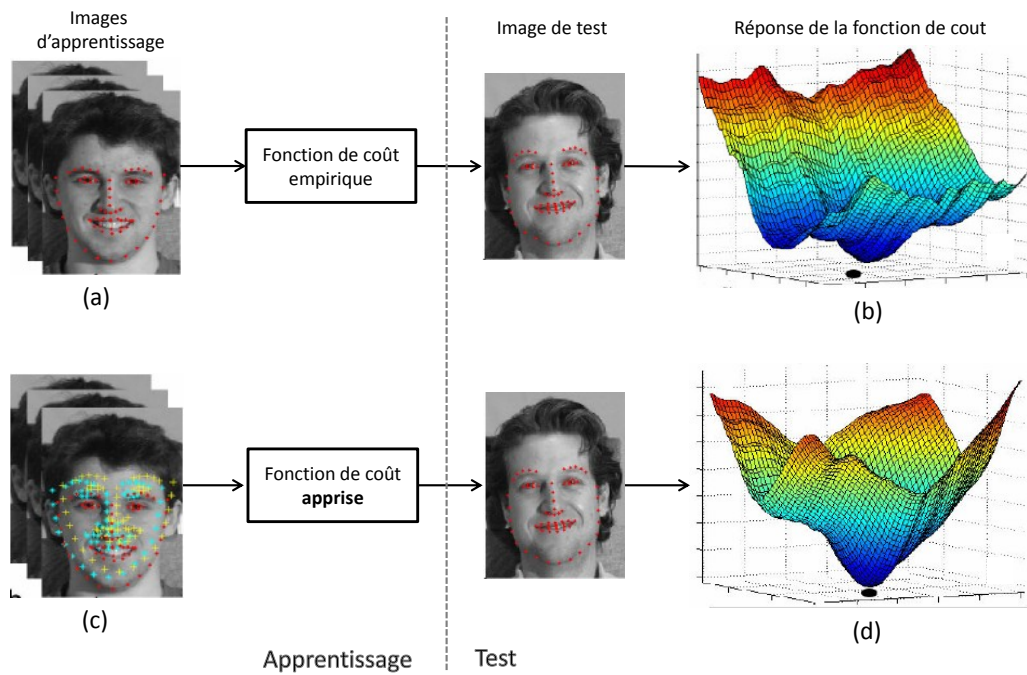 Images
d'apprentissage
Image de test
Réponse de la fonction de cout
Fonction de coût
empirique
(a)
(b)
Fonction de coût
apprise
(c)
(d)
Apprentissage
Test